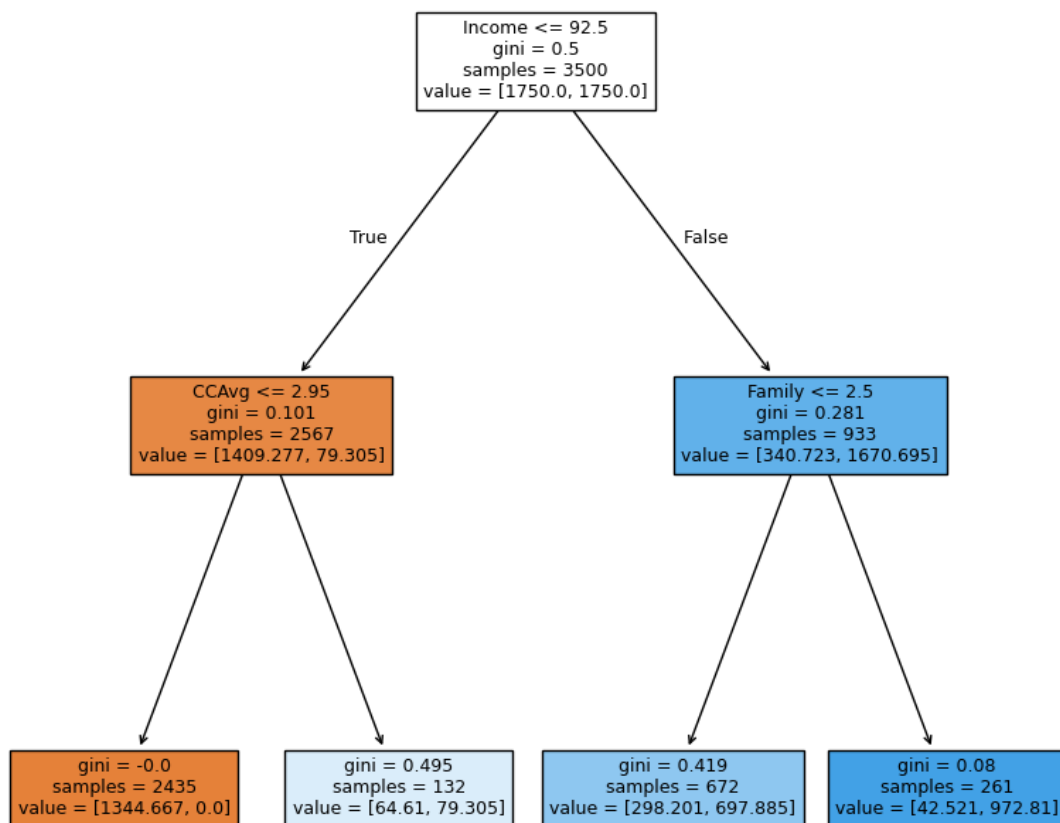 Income <= 92.5
gini = 0.5
samples = 3500
value = [1750.0, 1750.0]
True
False
CCAvg <= 2.95
gini = 0.101
samples = 2567
value = [1409.277, 79.305]
Family <= 2.5
gini = 0.281
samples = 933
value = [340.723, 1670.695]
gini = -0.0
samples = 2435
value = [1344.667, 0.0]
gini = 0.495
samples = 132
value = [64.61, 79.305]
gini = 0.419
samples = 672
value = [298.201, 697.885]
gini = 0.08
samples = 261
value = [42.521, 972.81]